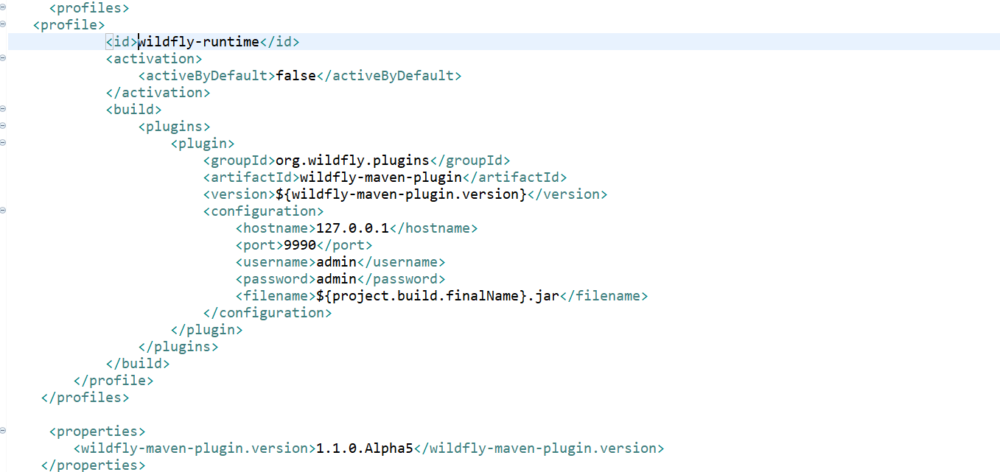 <profiles>
<profile>
<id>wildfly-runtime</id>
<activation>
<activeByDefault>false</activeByDefault>
</activation>
<build>
<plugins>
<plugin>
<groupId>org.wildfly.plugins</groupId>
<artifactId>wildfly-maven-plugin</artifactId>
<version>${wildfly-maven-plugin.version}</version>
<configuration>
<hostname>127.0.0.1</hostname>
<port>9990</port>
<username>admin</username>
<password>admin</password>
<filename>${project.build.finalName}.jar</filename>
</configuration>
</plugin>
</plugins>
</build>
</profile>
</profiles>
<properties>
<wildfly-maven-plugin.version>1.1.0.Alpha5</wildfly-maven-plugin.version>
</properties>